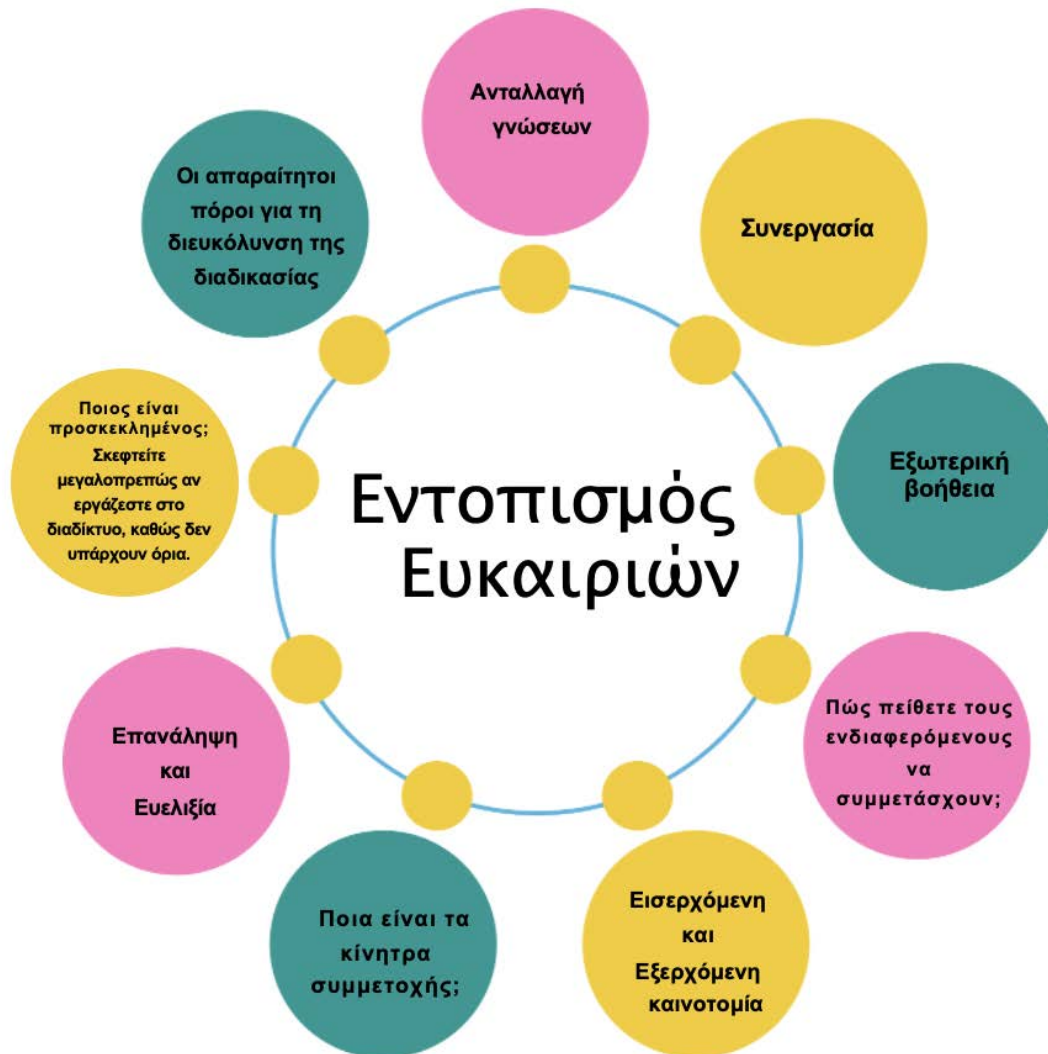 Ανταλλαγή
γνώσεων
Συνεργασία
Εξωτερική
βοήθεια
Πώς πείθετε τους
ενδιαφερόμενους
να
συμμετάσχουν;
Εισερχόμενη
και
Εξερχόμενη
καινοτομία
Ποια είναι τα
κίνητρα
συμμετοχής;
Επανάληψη
και
Ευελιξία
Ποιος είναι
προσκεκλημένος;
Σκεφτείτε
μεγαλοπρεπώς αν
εργάζεστε στο
διαδίκτυο, καθώς δεν
υπάρχουν όρια.
Οι απαραίτητοι
πόροι για τη
διευκόλυνση της
διαδικασίας
Εντοπισμός
Ευκαιριών